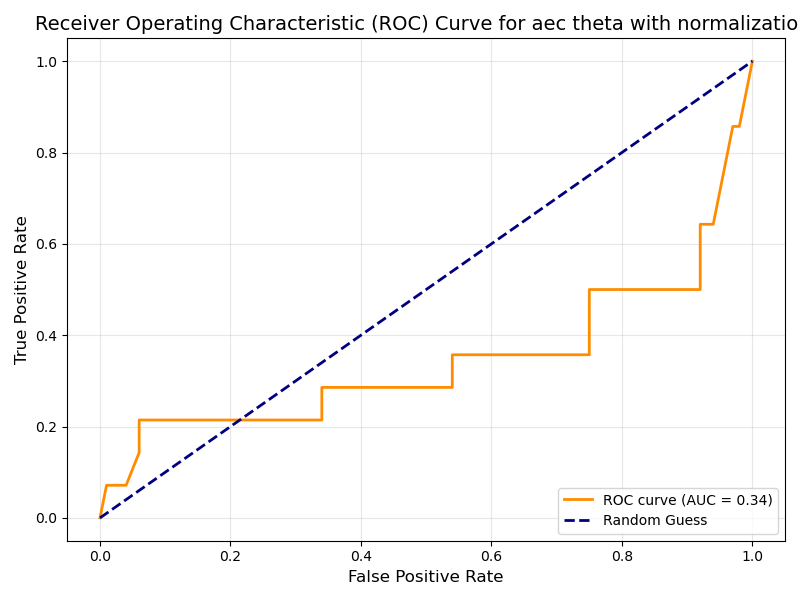 Receiver Operating Characteristic (ROC) Curve for aec theta with normalizatio
True Positive Rate
1.0
0.8
0.6
0.4
0.2
0.0
ROC curve (AUC = 0.34)
Random Guess
0.0 0.2 0.4 0.6 0.8 1.0
False Positive Rate